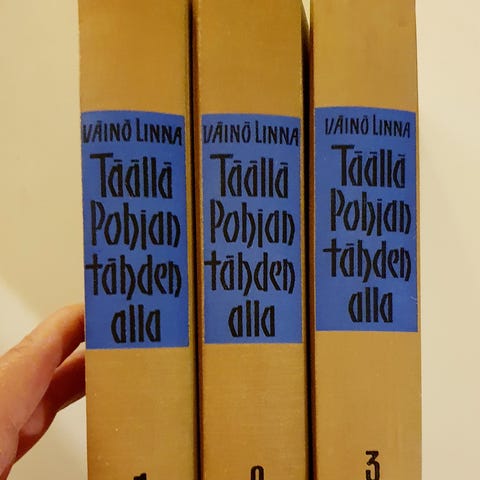 VÄINÖ LINNA
Täällä
Pohjan
tähden
alla
VÄINÖ LINNA
Täällä
Pohjan
tähden
alla
VÄINÖ LINNA
Täällä
Pohjan
tähden
alla
3